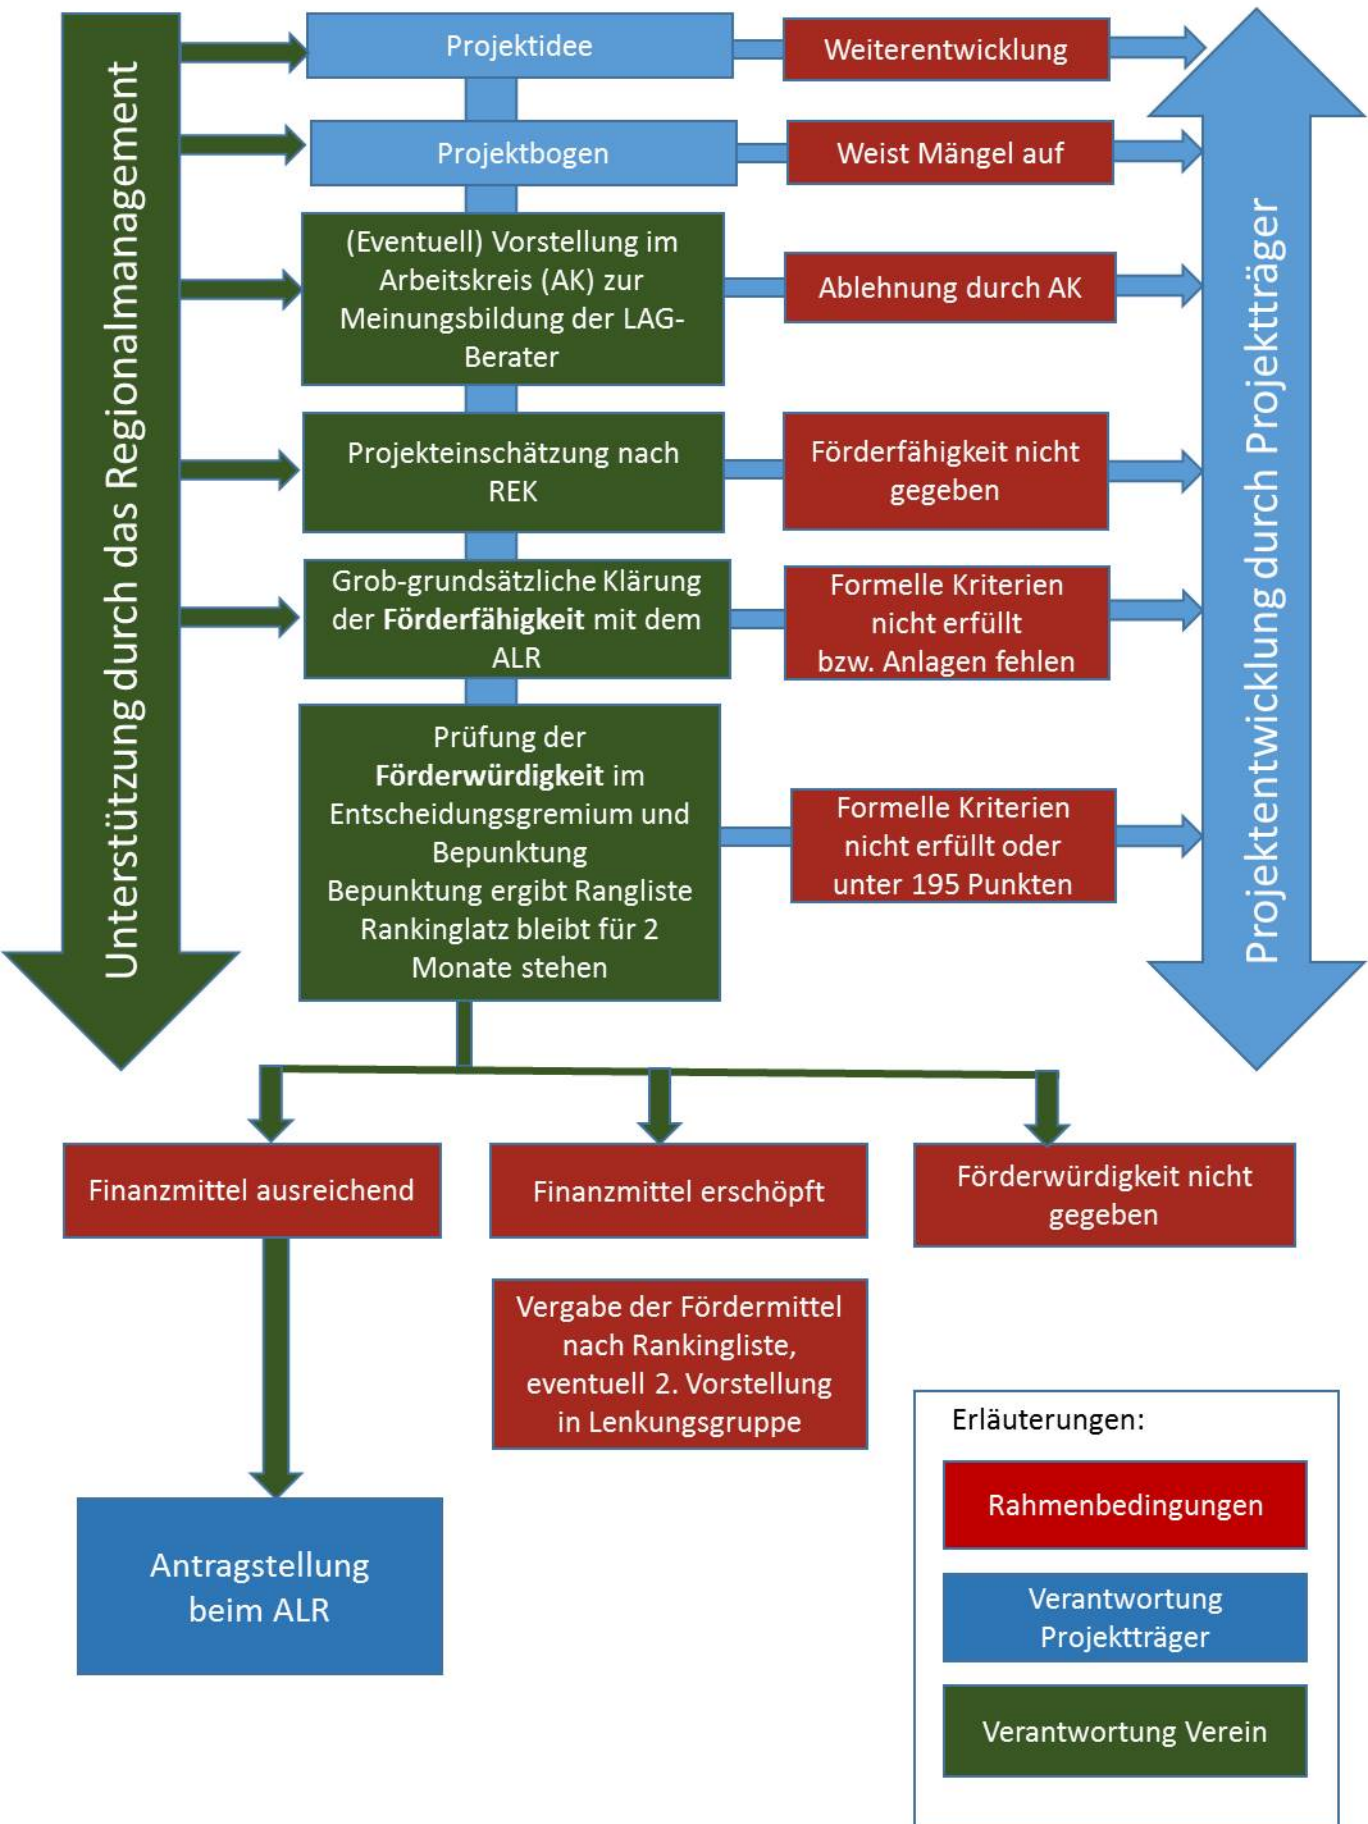 Unterstützung durch das Regionalmanagement
Projektidee
Weiterentwicklung
Projektbogen
Weist Mängel auf
(Eventuell) Vorstellung im
Arbeitskreis (AK) zur
Meinungsbildung der LAG-
Berater
Ablehnung durch AK
Projekteinschätzung nach
REK
Förderfähigkeit nicht
gegeben
Grob-grundsätzliche Klärung
der Förderfähigkeit mit dem
ALR
Formelle Kriterien
nicht erfüllt
bzw. Anlagen fehlen
Prüfung der
Förderwürdigkeit im
Entscheidungsgremium und
Bepunktung
Bepunktung ergibt Rangliste
Rankinglatz bleibt für 2
Monate stehen
Formelle Kriterien
nicht erfüllt oder
unter 195 Punkten
Projektentwicklung durch Projektträger
Finanzmittel ausreichend
Finanzmittel erschöpft
Förderwürdigkeit nicht
gegeben
Vergabe der Fördermittel
nach Rankingliste,
eventuell 2. Vorstellung
in Lenkungsgruppe
Antragstellung
beim ALR
Erläuterungen:
Rahmenbedingungen
Verantwortung
Projektträger
Verantwortung Verein